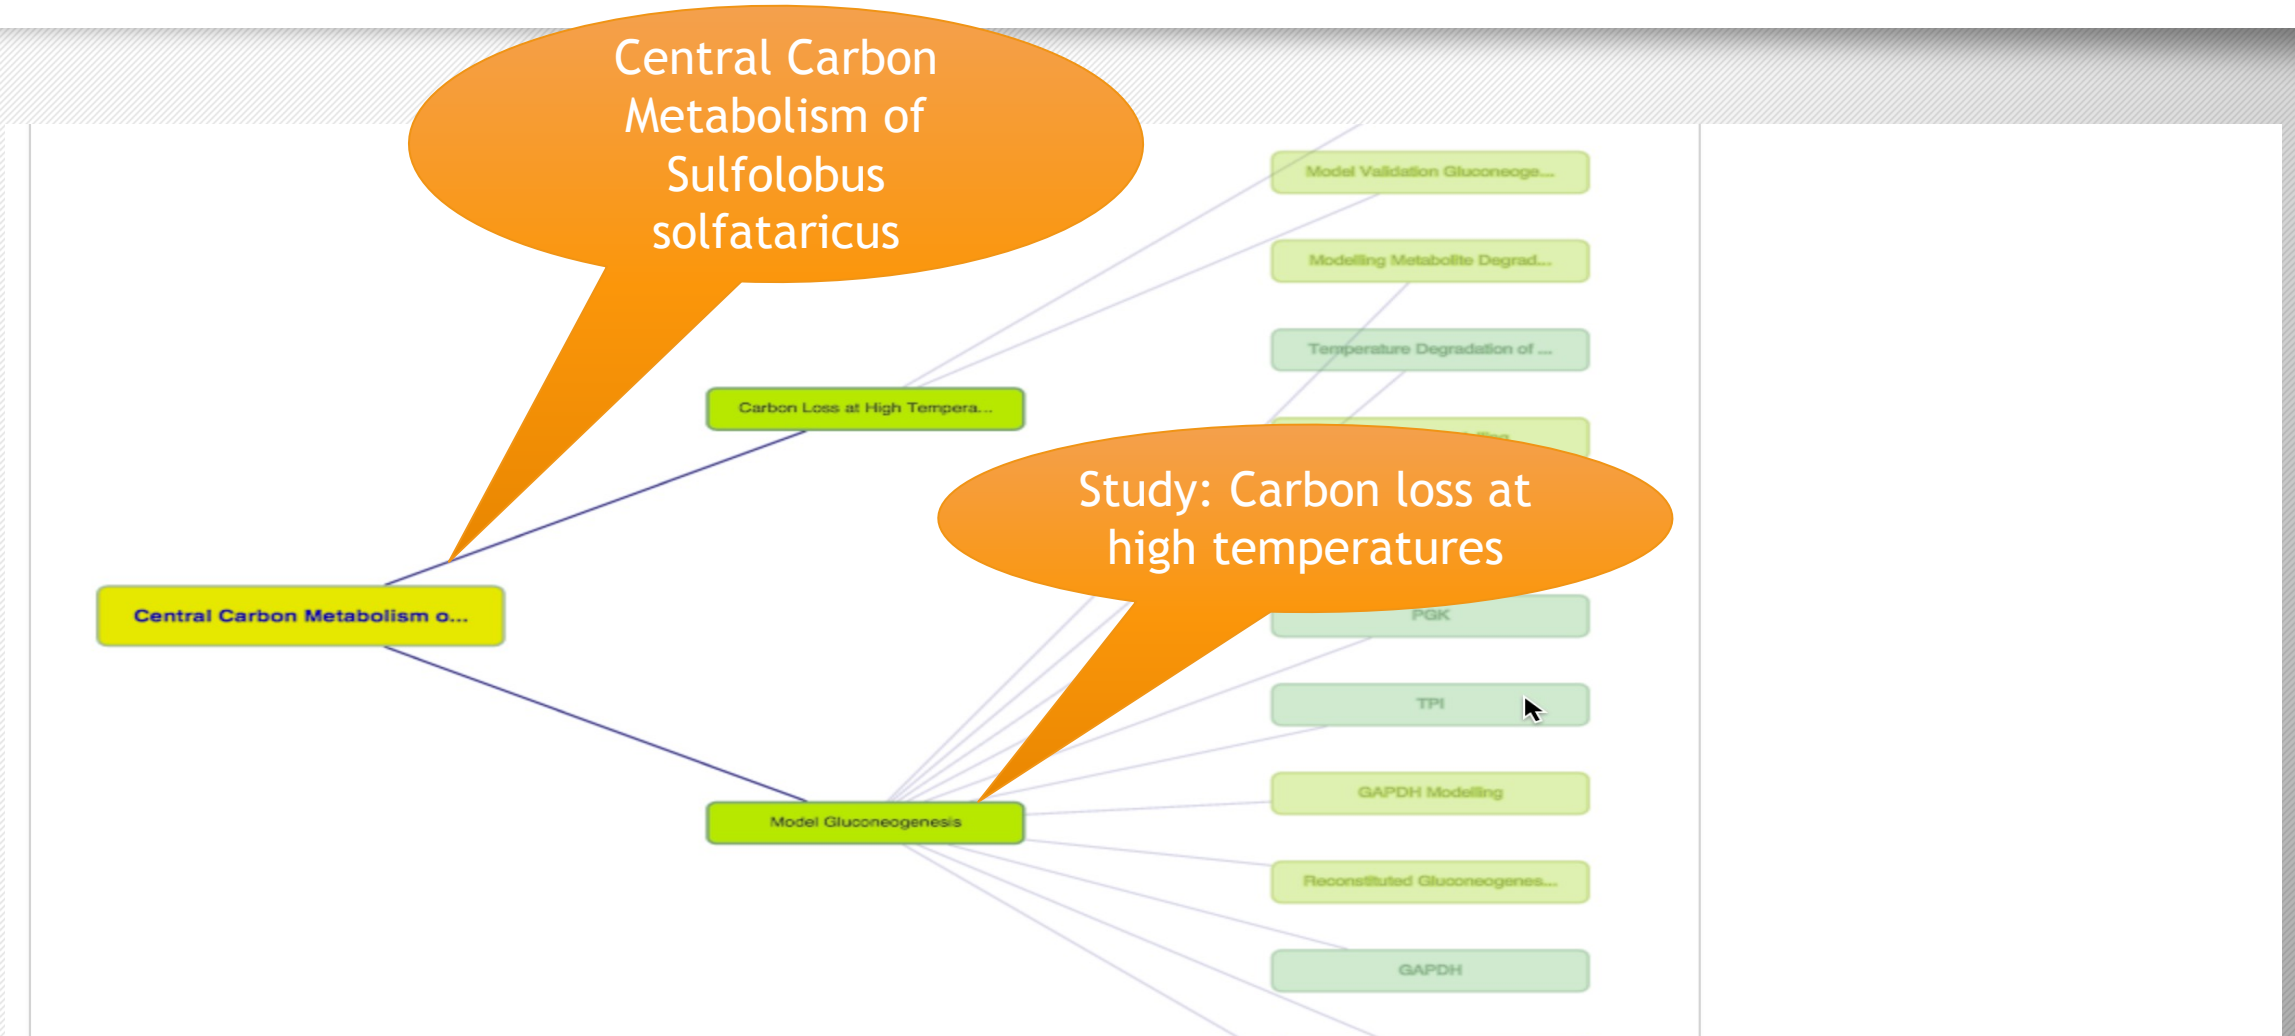 Central Carbon
Metabolism of
Sulfolobus
solfataricus
Model Validation Gluconeoge...
Modelling Metabolite Degrad...
Temperature Degradation of ...
Carbon Loss at High Tempera...
Study: Carbon loss at
high temperatures
Central Carbon Metabolism o...
PGK
TPI
GAPDH Modelling
Model Gluconeogenesis
Reconstituted Gluconeogenes...
GAPDH